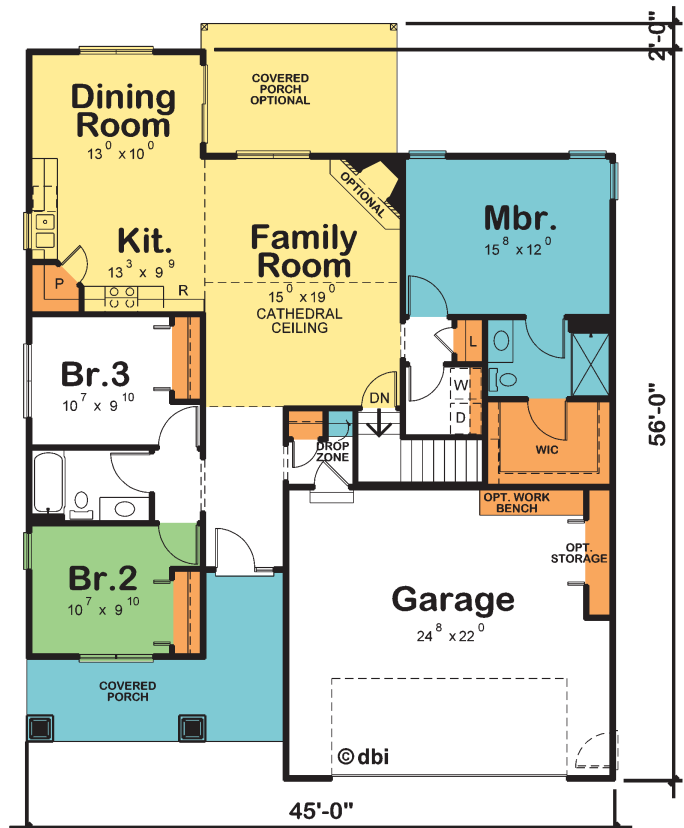 2'-0"
COVERED
PORCH
OPTIONAL
Dining
Room
13⁰ x 10⁰
OPTIONAL
Mbr.
15⁸ x 12⁰
Kit.
13³ x 9⁹
Family
Room
15⁰ x 19⁰
CATHEDRAL
CEILING
P
R
L
Br.3
10⁷ x 9¹⁰
W
D
DN
56'-0"
DROP
ZONE
WIC
OPT. WORK
BENCH
OPT.
STORAGE
Br.2
10⁷ x 9¹⁰
Garage
24⁸ x 22⁰
COVERED
PORCH
©dbi
45'-0"